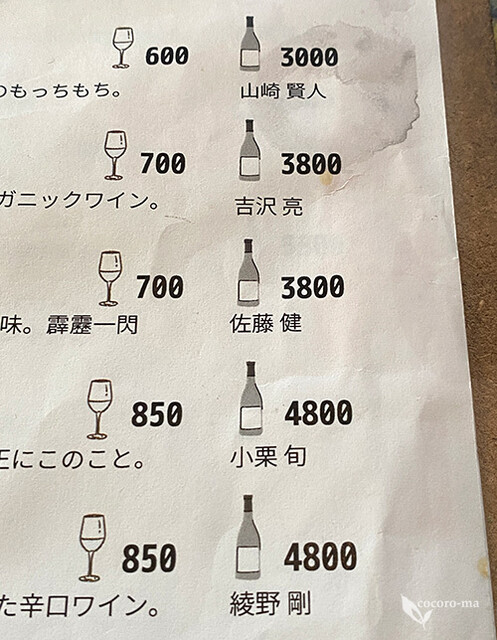 600 3000
つもっちもち。 山崎 賢人
700 3800
ガニックワイン。 吉沢 亮
700 3800
味。霹靂一閃 佐藤 健
850 4800
正にこのこと。 小栗 旬
850 4800
た辛口ワイン。 綾野 剛
cocoro-ma